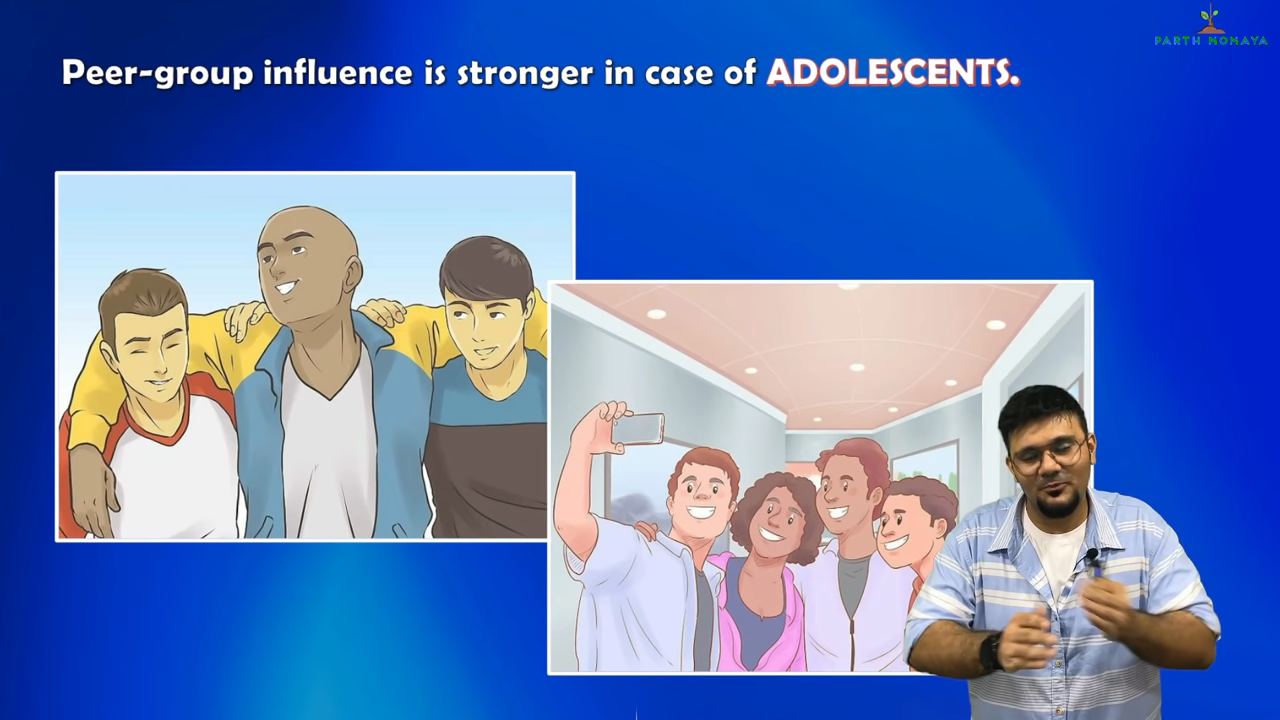 PARTH MOMAYA
Peer-group influence is stronger in case of ADOLESCENTS.